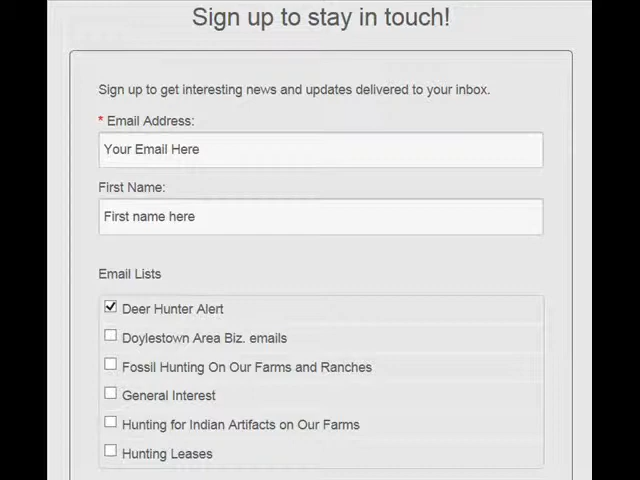 Sign up to stay in touch!
Sign up to get interesting news and updates delivered to your inbox.
* Email Address:
Your Email Here
First Name:
First name here
Email Lists
Deer Hunter Alert
Doylestown Area Biz. emails
Fossil Hunting On Our Farms and Ranches
General Interest
Hunting for Indian Artifacts on Our Farms
Hunting Leases